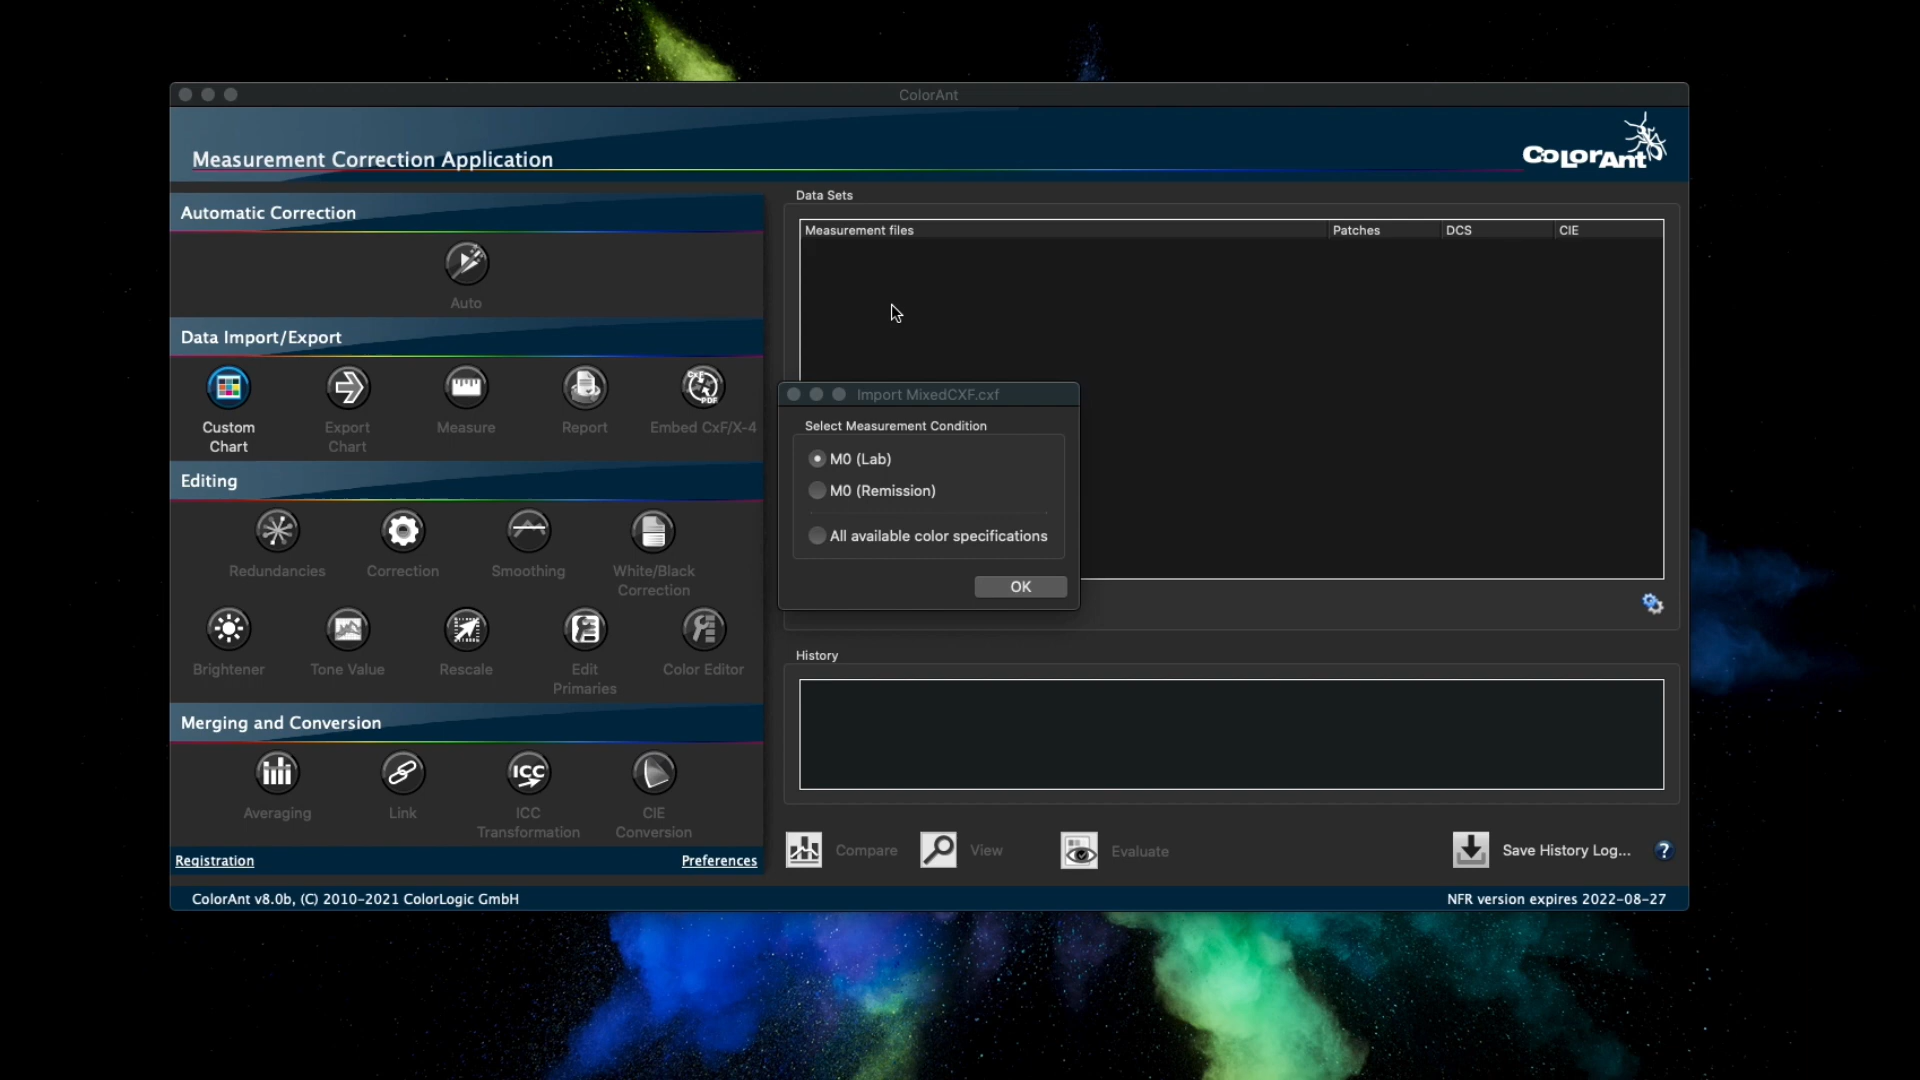 ColorAnt
Measurement Correction Application
ColorAnt
Automatic Correction
Auto
Data Import/Export
Custom
Chart
Export
Chart
Measure
Report
CxF
PDF
Embed CxF/X-4
Editing
Redundancies
Correction
Smoothing
White/Black
Correction
Brightener
Tone Value
Rescale
Edit
Primaries
Color Editor
Merging and Conversion
Averaging
Link
ICC
ICC
Transformation
CIE
Conversion
Registration
Preferences
Data Sets
Measurement files
Patches
DCS
CIE
Import MixedCXF.cxf
Select Measurement Condition
M0 (Lab)
M0 (Remission)
All available color specifications
OK
History
Compare
View
Evaluate
Save History Log...
?
ColorAnt v8.0b, (C) 2010-2021 ColorLogic GmbH
NFR version expires 2022-08-27